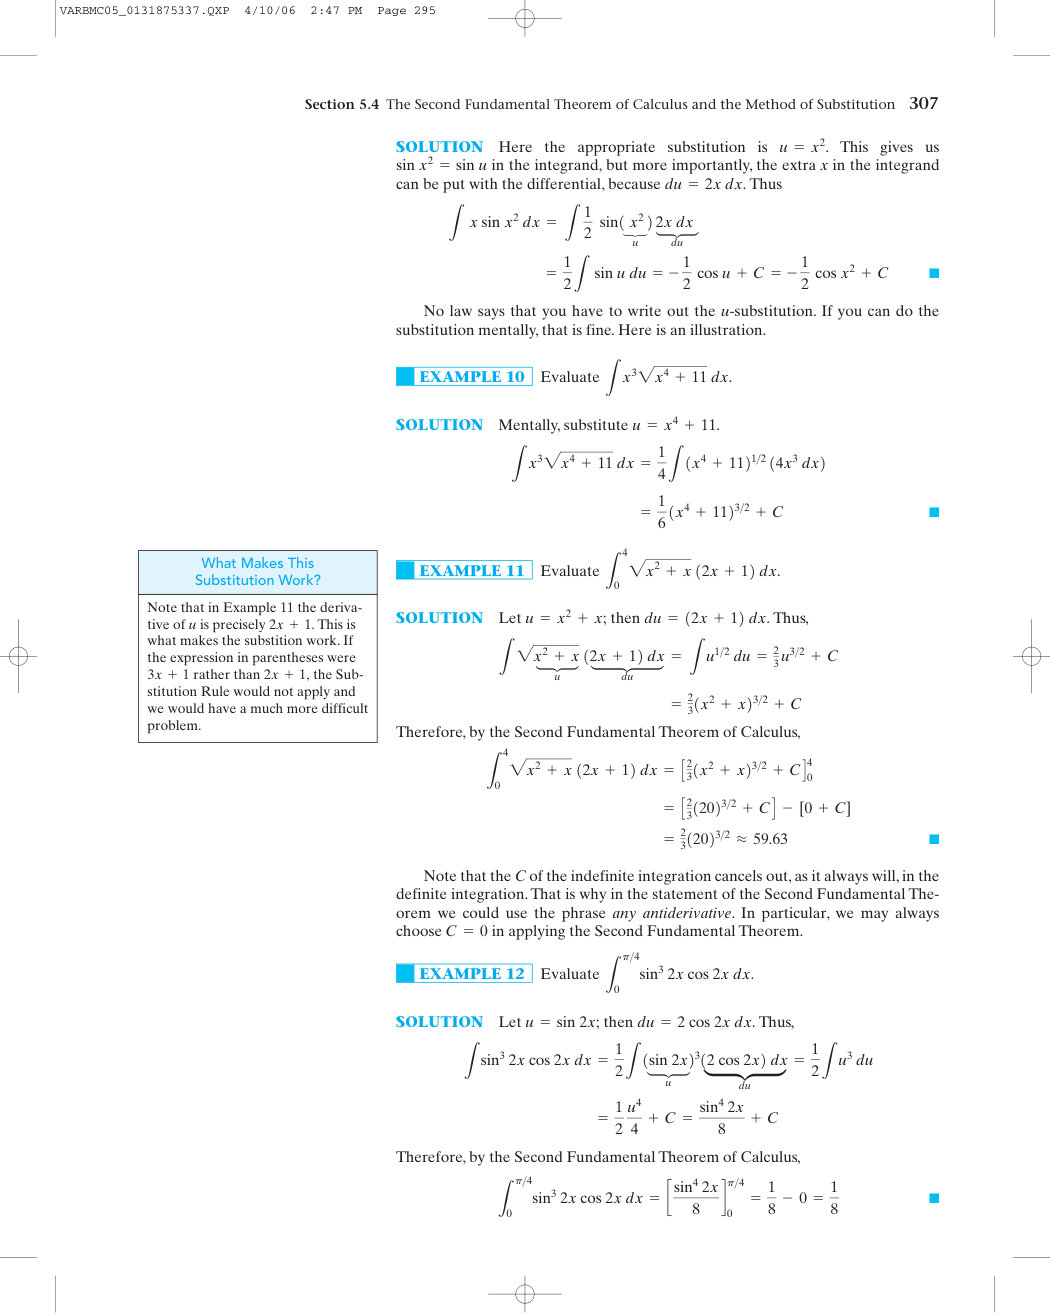 VARBMC05_0131875337.QXP 4/10/06 2:47 PM Page 295
Section 5.4 The Second Fundamental Theorem of Calculus and the Method of Substitution 307
SOLUTION Here the appropriate substitution is u = x². This gives us
sin x² = sin u in the integrand, but more importantly, the extra x in the integrand
can be put with the differential, because du = 2x dx. Thus
∫ x sin x² dx = ∫ 1/2 sin( x² ) 2x dx
u du
= 1/2 ∫ sin u du = −1/2 cos u + C = −1/2 cos x² + C
No law says that you have to write out the u-substitution. If you can do the
substitution mentally, that is fine. Here is an illustration.
EXAMPLE 10 Evaluate ∫ x³√(x⁴ + 11) dx.
SOLUTION Mentally, substitute u = x⁴ + 11.
∫ x³√(x⁴ + 11) dx = 1/4 ∫ (x⁴ + 11)^(1/2) (4x³ dx)
= 1/6 (x⁴ + 11)^(3/2) + C
What Makes This
Substitution Work?
Note that in Example 11 the deriva-
tive of u is precisely 2x + 1. This is
what makes the substition work. If
the expression in parentheses were
3x + 1 rather than 2x + 1, the Sub-
stitution Rule would not apply and
we would have a much more difficult
problem.
EXAMPLE 11 Evaluate ∫₀⁴ √(x² + x) (2x + 1) dx.
SOLUTION Let u = x² + x; then du = (2x + 1) dx. Thus,
∫ √(x² + x) (2x + 1) dx = ∫ u^(1/2) du = 2/3 u^(3/2) + C
u du
= 2/3 (x² + x)^(3/2) + C
Therefore, by the Second Fundamental Theorem of Calculus,
∫₀⁴ √(x² + x) (2x + 1) dx = [2/3 (x² + x)^(3/2) + C]₀⁴
= [2/3 (20)^(3/2) + C] − [0 + C]
= 2/3 (20)^(3/2) ≈ 59.63
Note that the C of the indefinite integration cancels out, as it always will, in the
definite integration. That is why in the statement of the Second Fundamental The-
orem we could use the phrase any antiderivative. In particular, we may always
choose C = 0 in applying the Second Fundamental Theorem.
EXAMPLE 12 Evaluate ∫₀^(π/4) sin³ 2x cos 2x dx.
SOLUTION Let u = sin 2x; then du = 2 cos 2x dx. Thus,
∫ sin³ 2x cos 2x dx = 1/2 ∫ (sin 2x)³(2 cos 2x) dx = 1/2 ∫ u³ du
u du
= 1/2 u⁴/4 + C = sin⁴ 2x/8 + C
Therefore, by the Second Fundamental Theorem of Calculus,
∫₀^(π/4) sin³ 2x cos 2x dx = [sin⁴ 2x/8]₀^(π/4) = 1/8 − 0 = 1/8